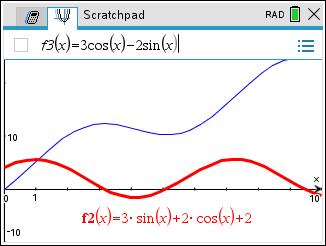 Scratchpad
RAD
f3(x)=3cos(x)−2sin(x)
10
x
0 1 10
-10
f2(x)=3· sin(x)+2· cos(x)+2